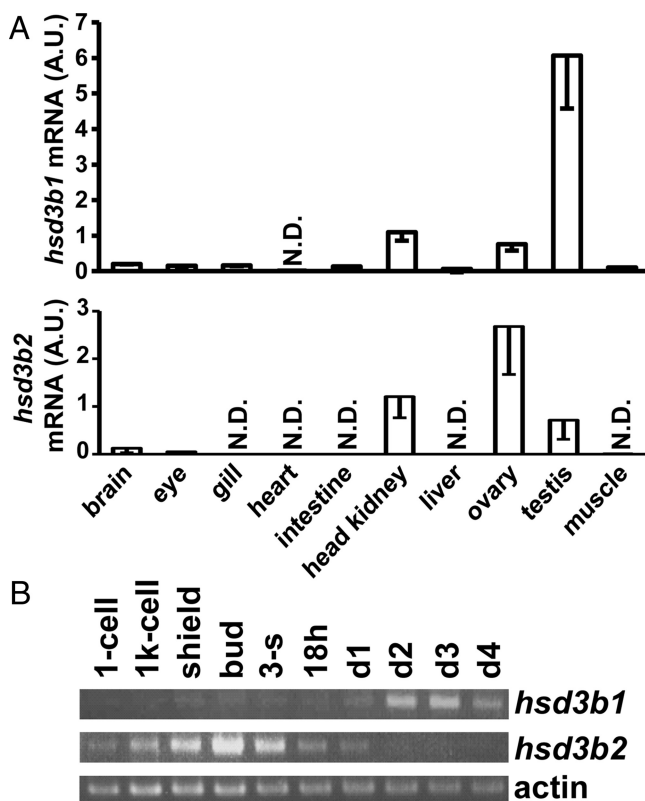 A
hsd3b1 mRNA (A.U.)
7
6
5
4
3
2
1
0
N.D.
hsd3b2
mRNA (A.U.)
3
2
1
0
N.D.
N.D.
N.D.
N.D.
N.D.
brain
eye
gill
heart
intestine
head kidney
liver
ovary
testis
muscle
B
1-cell
1k-cell
shield
bud
3-s
18h
d1
d2
d3
d4
hsd3b1
hsd3b2
actin